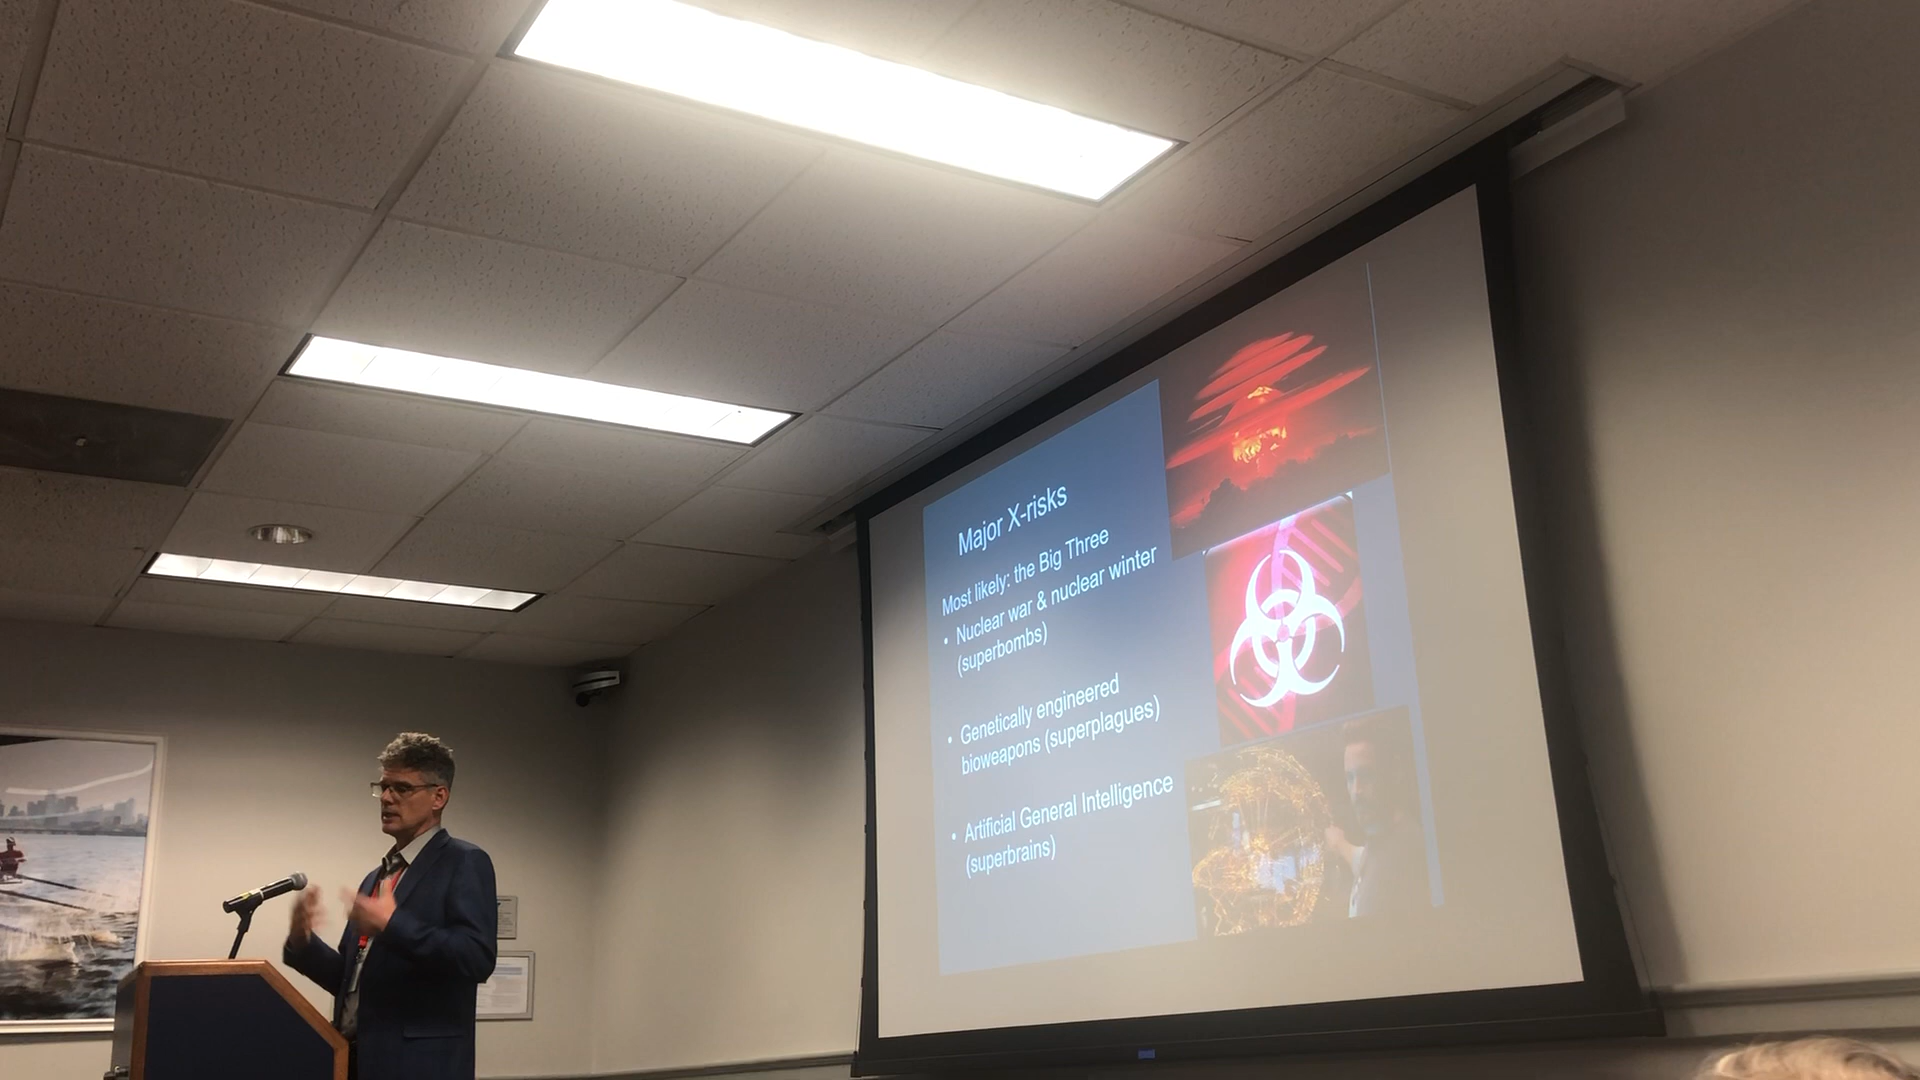 Major X-risks
Most likely: the Big Three
• Nuclear war & nuclear winter
(superbombs)
• Genetically engineered
bioweapons (superplagues)
• Artificial General Intelligence
(superbrains)